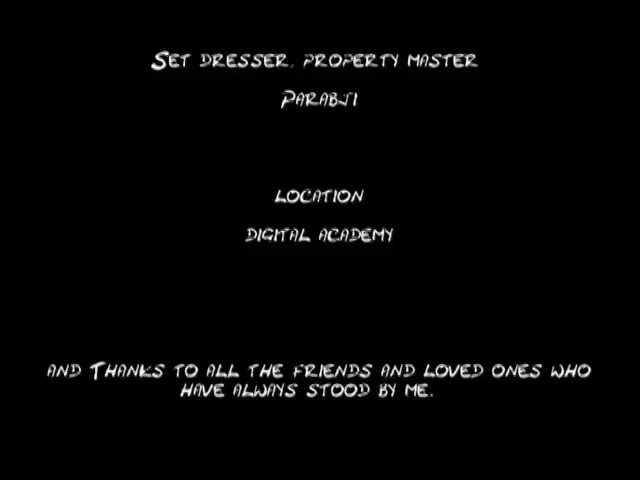 Set dresser, property master
Parabji
location
digital academy
and Thanks to all the friends and loved ones who
have always stood by me.